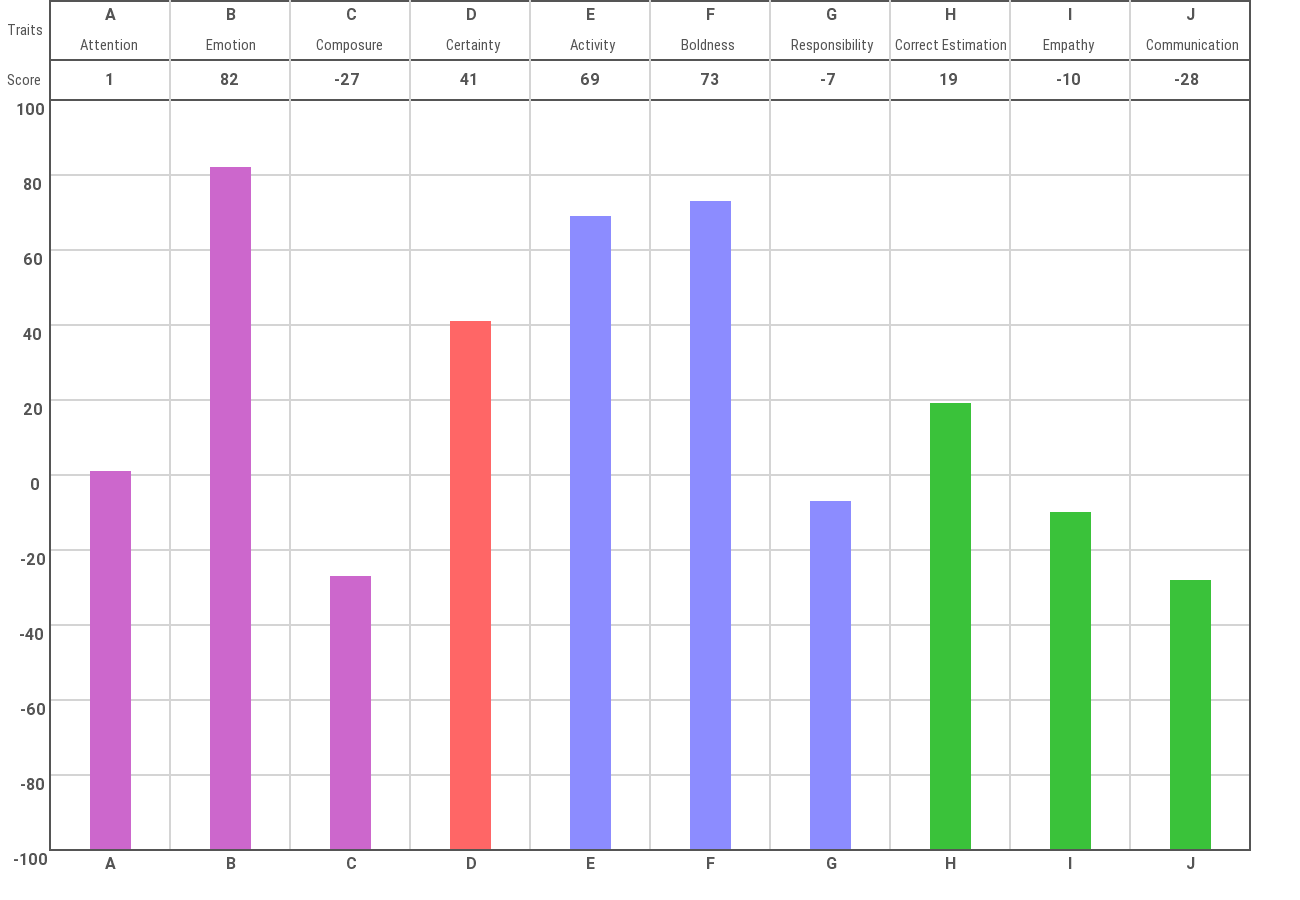 Traits A B C D E F G H I J
Attention Emotion Composure Certainty Activity Boldness Responsibility Correct Estimation Empathy Communication
Score 1 82 -27 41 69 73 -7 19 -10 -28
100
80
60
40
20
0
-20
-40
-60
-80
-100
A B C D E F G H I J